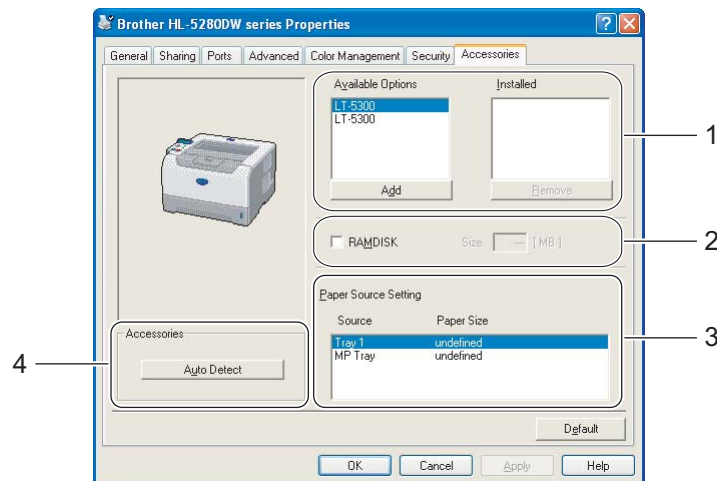 Brother HL-5280DW series Properties
General Sharing Ports Advanced Color Management Security Accessories
Available Options Installed
LT-5300
LT-5300
Add Remove
1
RAMDISK Size --- [ MB ]
2
Paper Source Setting
Source Paper Size
Tray 1 undefined
MP Tray undefined
3
Accessories
Auto Detect
4
Default
OK Cancel Apply Help